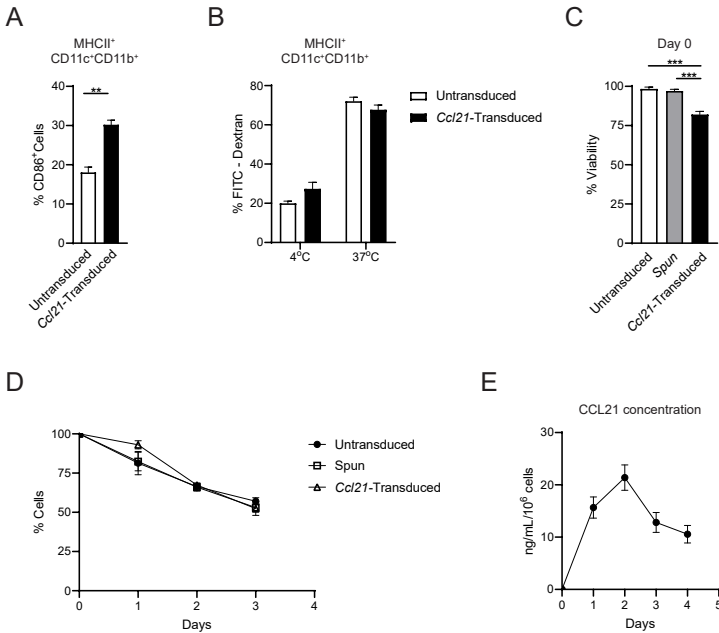 A
MHCII⁺
CD11c⁺CD11b⁺
**
% CD86⁺Cells
40
30
20
10
0
Untransduced
Ccl21-Transduced
B
MHCII⁺
CD11c⁺CD11b⁺
% FITC - Dextran
80
60
40
20
0
4°C
37°C
Untransduced
Ccl21-Transduced
C
Day 0
***
***
% Viability
100
75
50
25
0
Untransduced
Spun
Ccl21-Transduced
D
% Cells
100
75
50
25
0
0 1 2 3 4
Days
Untransduced
Spun
Ccl21-Transduced
E
CCL21 concentration
ng/mL/10⁶ cells
30
20
10
0
0 1 2 3 4 5
Days